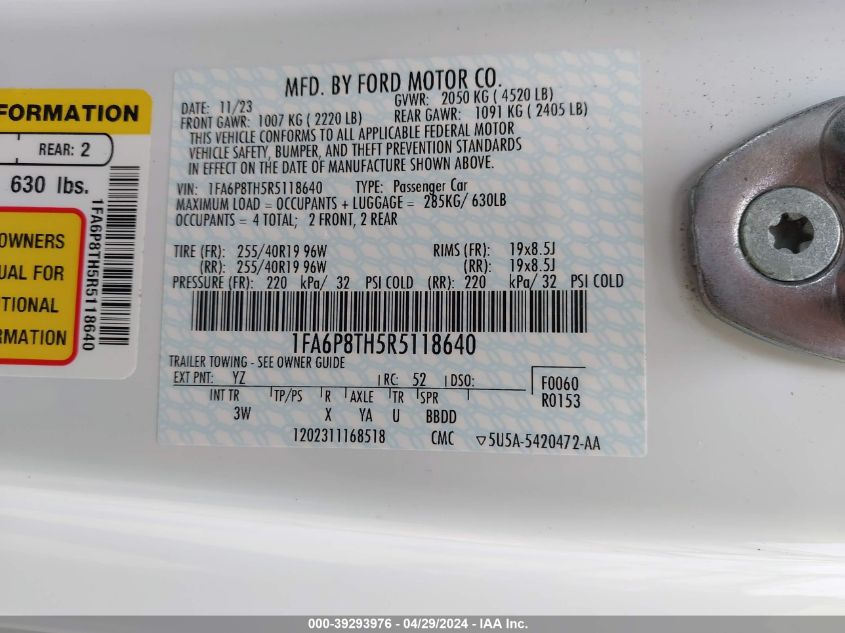 FORMATION
REAR: 2
630 lbs.
OWNERS
UAL FOR
TIONAL
MATION
1FA6P8TH5R5118640
MFD. BY FORD MOTOR CO.
DATE: 11/23 GVWR: 2050 KG ( 4520 LB)
FRONT GAWR: 1007 KG ( 2220 LB) REAR GAWR: 1091 KG ( 2405 LB)
THIS VEHICLE CONFORMS TO ALL APPLICABLE FEDERAL MOTOR
VEHICLE SAFETY, BUMPER, AND THEFT PREVENTION STANDARDS
IN EFFECT ON THE DATE OF MANUFACTURE SHOWN ABOVE.
VIN: 1FA6P8TH5R5118640 TYPE: Passenger Car
MAXIMUM LOAD = OCCUPANTS + LUGGAGE = 285KG/ 630LB
OCCUPANTS = 4 TOTAL; 2 FRONT, 2 REAR
TIRE (FR): 255/40R19 96W RIMS (FR): 19x8.5J
(RR): 255/40R19 96W (RR): 19x8.5J
PRESSURE (FR): 220 kPa/ 32 PSI COLD (RR): 220 kPa/ 32 PSI COLD
1FA6P8TH5R5118640
TRAILER TOWING - SEE OWNER GUIDE
EXT PNT: YZ RC: 52 DSO: F0060
INT TR TP/PS R AXLE TR SPR R0153
3W X YA U BBDD
1202311168518 CMC ▽5U5A-5420472-AA
000-39293976 - 04/29/2024 - IAA Inc.